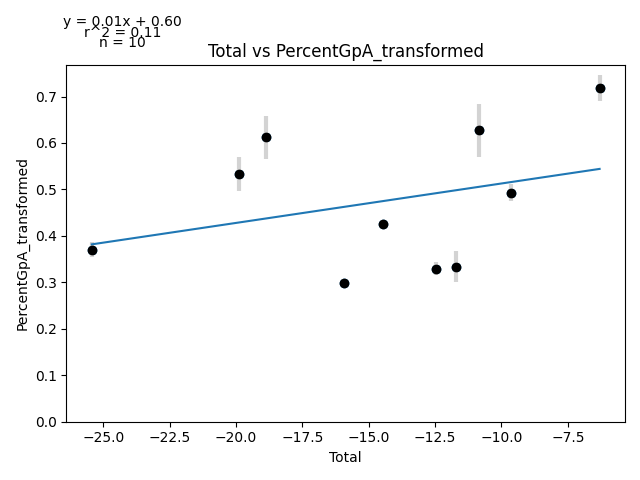 y = 0.01x + 0.60
r^2 = 0.11
n = 10
Total vs PercentGpA_transformed
PercentGpA_transformed
0.7
0.6
0.5
0.4
0.3
0.2
0.1
0.0
−25.0 −22.5 −20.0 −17.5 −15.0 −12.5 −10.0 −7.5
Total